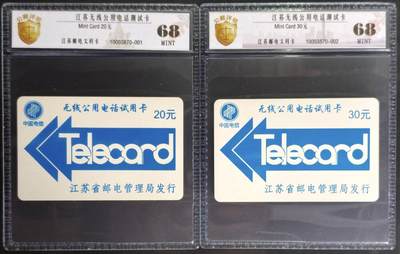 江苏无线公用电话测试卡
Mint Card 20元
江苏邮电文科卡 10093870-001
68
MINT
无线公用电话试用卡
20元
中国电信
Telecard
江苏省邮电管理局发行
江苏无线公用电话测试卡
Mint Card 30元
江苏邮电文科卡 10093870-002
68
MINT
无线公用电话试用卡
30元
中国电信
Telecard
江苏省邮电管理局发行